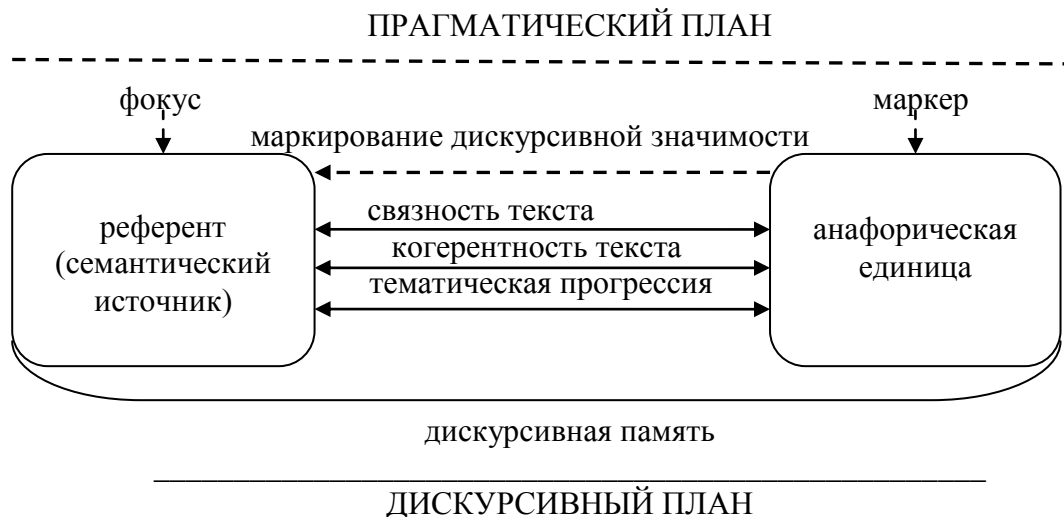 ПРАГМАТИЧЕСКИЙ ПЛАН
фокус
маркер
маркирование дискурсивной значимости
референт
(семантический
источник)
связность текста
когерентность текста
тематическая прогрессия
анафорическая
единица
дискурсивная память
ДИСКУРСИВНЫЙ ПЛАН